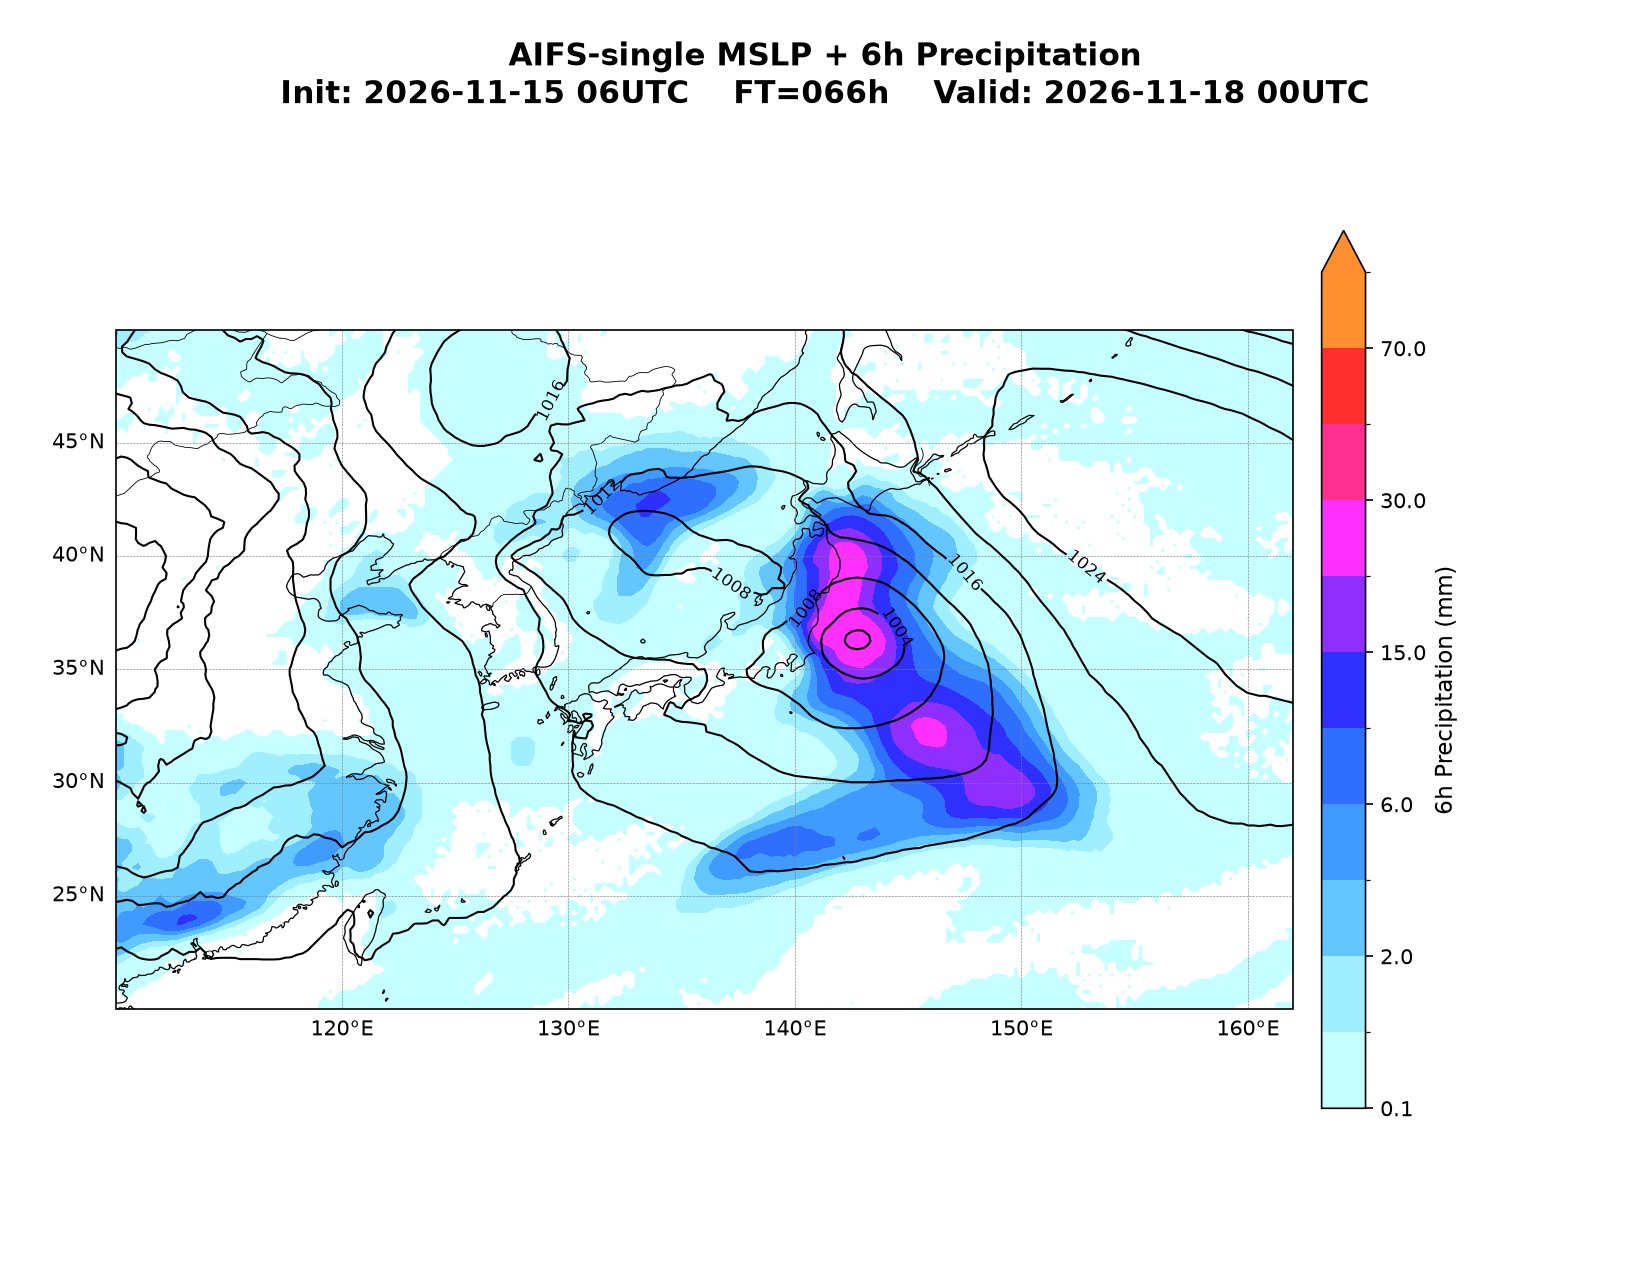 AIFS-single MSLP + 6h Precipitation
Init: 2026-11-15 06UTC    FT=066h    Valid: 2026-11-18 00UTC
45°N
40°N
35°N
30°N
25°N
120°E
130°E
140°E
150°E
160°E
1016
1012
1008
1008
1004
1016
1024
70.0
30.0
15.0
6.0
2.0
0.1
6h Precipitation (mm)